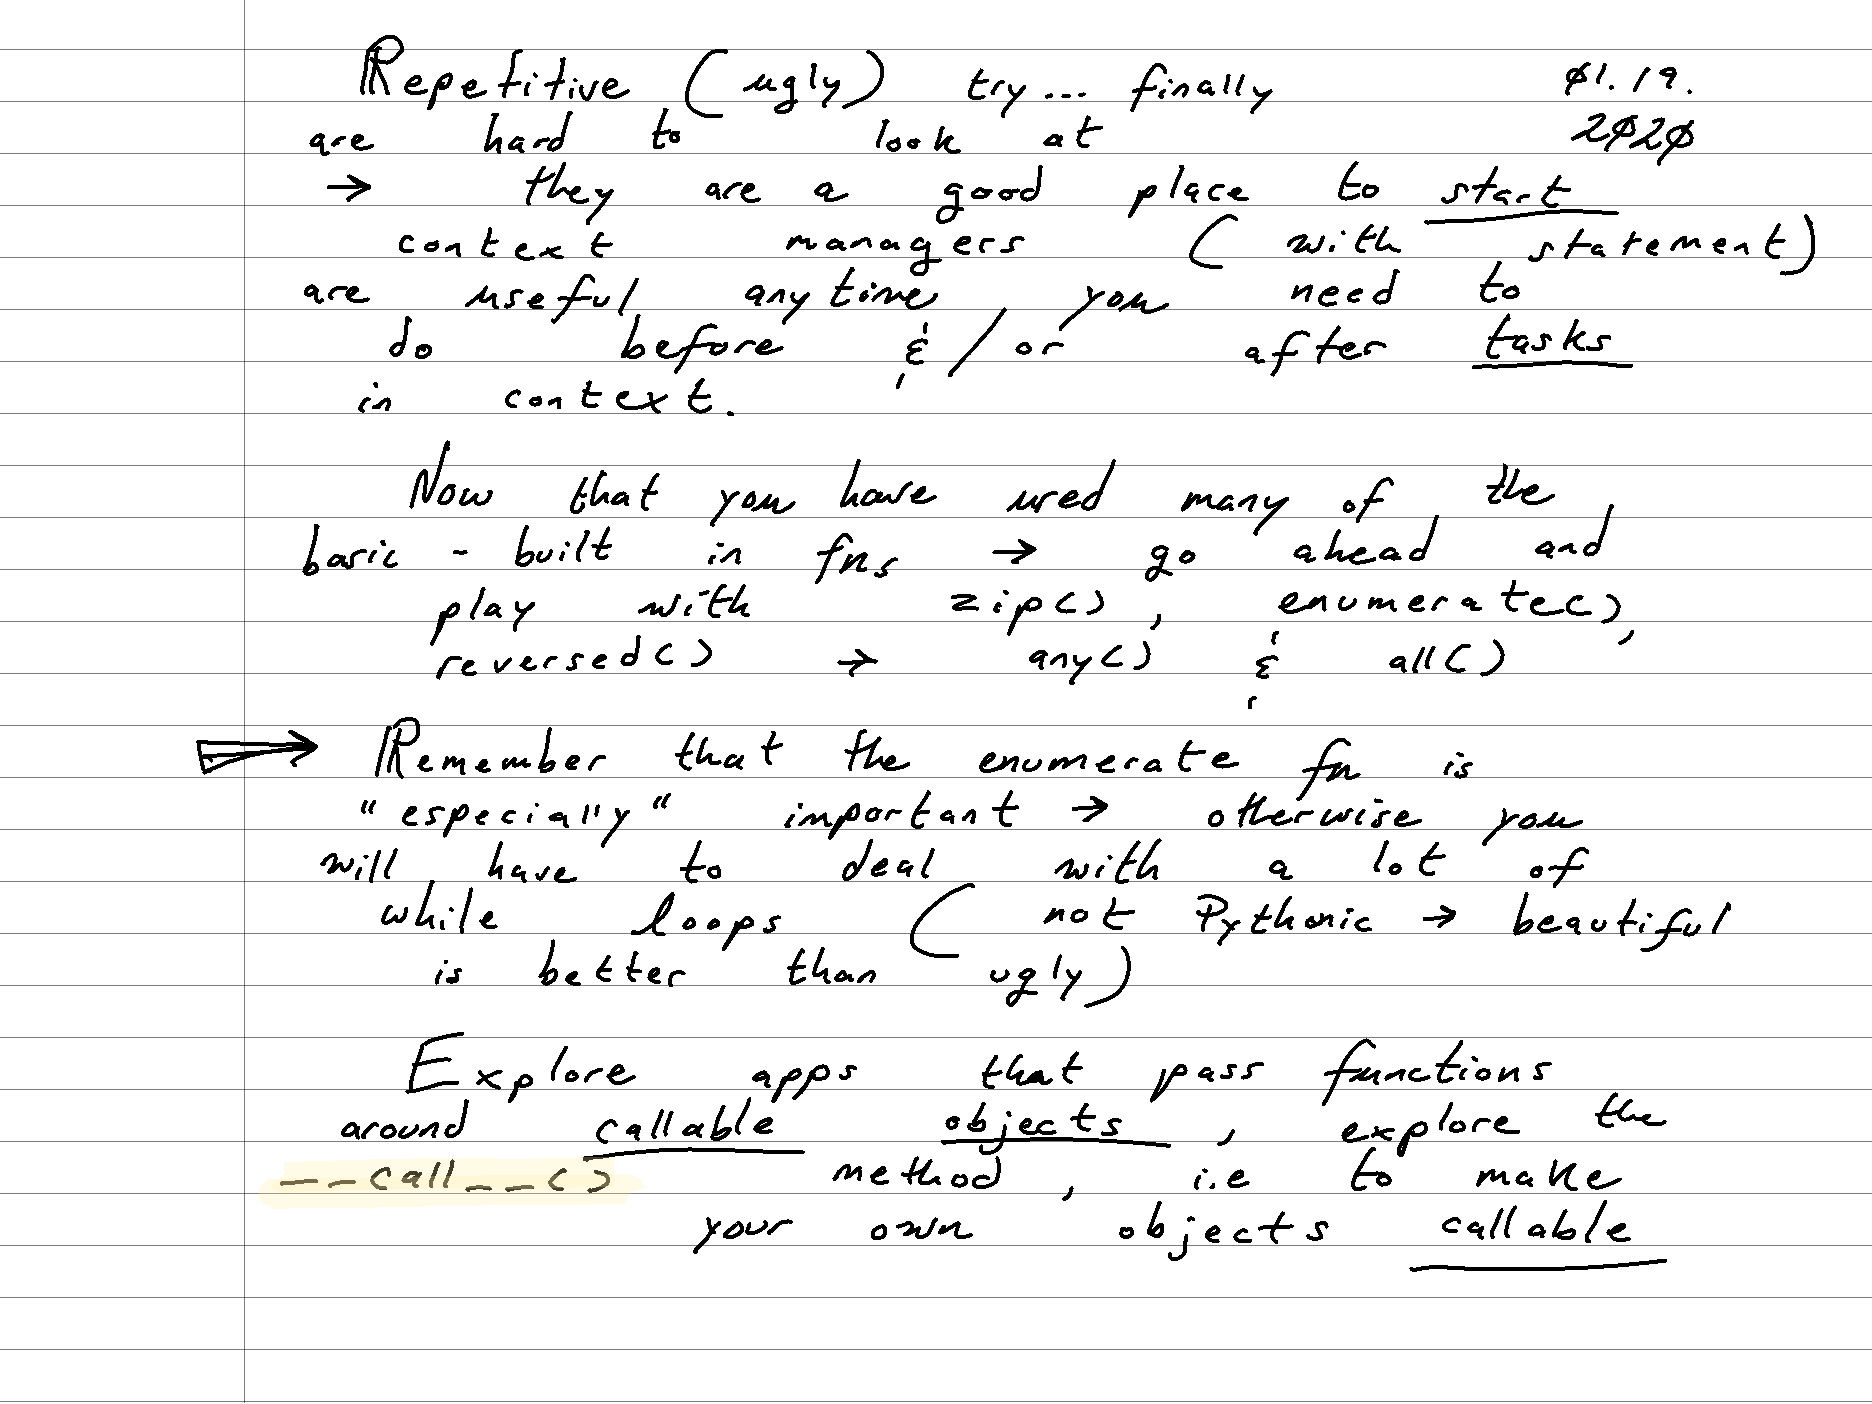 Repetitive (ugly) try... finally 01.19.
are hard to look at 2020
→ they are a good place to start
context managers (with statement)
are useful anytime you need to
do before & / or after tasks
in context.
Now that you have used many of the
basic - built in fns → go ahead and
play with zip(), enumerate(),
reversed() → any() & all()
Remember that the enumerate fn is
"especially" important → otherwise you
will have to deal with a lot of
while loops (not Pythonic → beautiful
is better than ugly)
Explore apps that pass functions
around callable objects, explore the
__call__() method, i.e to make
your own objects callable